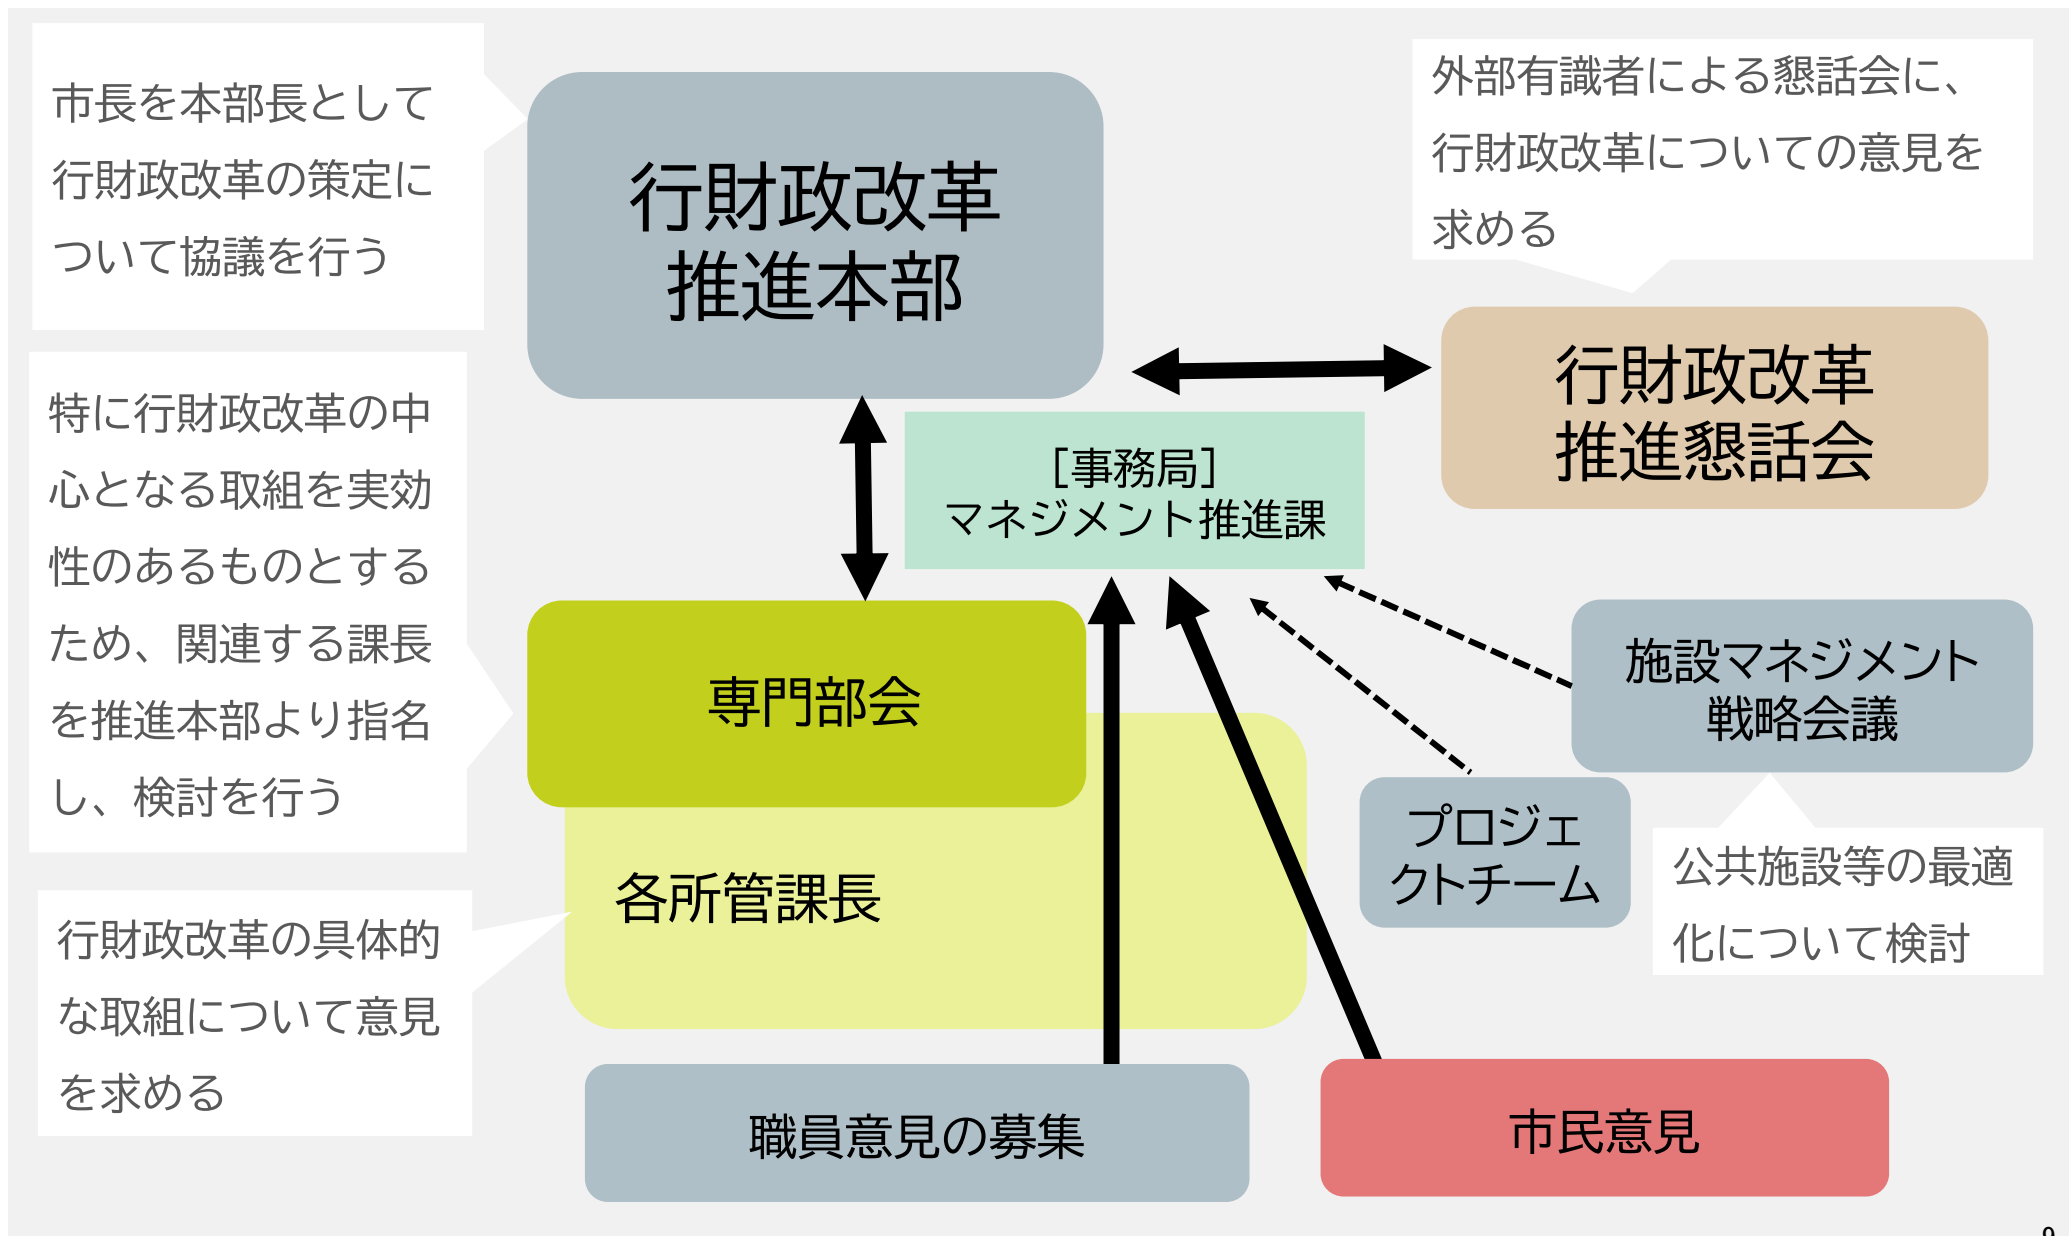 市長を本部長として
行財政改革の策定に
ついて協議を行う
行財政改革
推進本部
外部有識者による懇話会に、
行財政改革についての意見を
求める
行財政改革
推進懇話会
［事務局］
マネジメント推進課
特に行財政改革の中
心となる取組を実効
性のあるものとする
ため、関連する課長
を推進本部より指名
し、検討を行う
専門部会
各所管課長
施設マネジメント
戦略会議
プロジェ
クトチーム
公共施設等の最適
化について検討
行財政改革の具体的
な取組について意見
を求める
職員意見の募集
市民意見